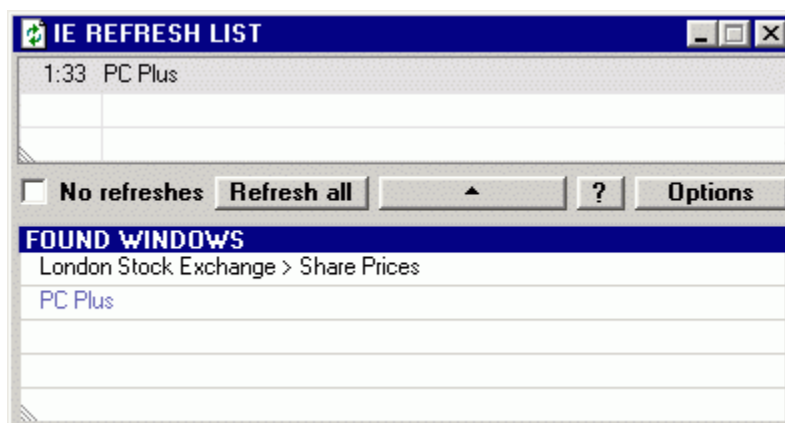 IE REFRESH LIST
1:33 PC Plus
No refreshes Refresh all ? Options
FOUND WINDOWS
London Stock Exchange > Share Prices
PC Plus